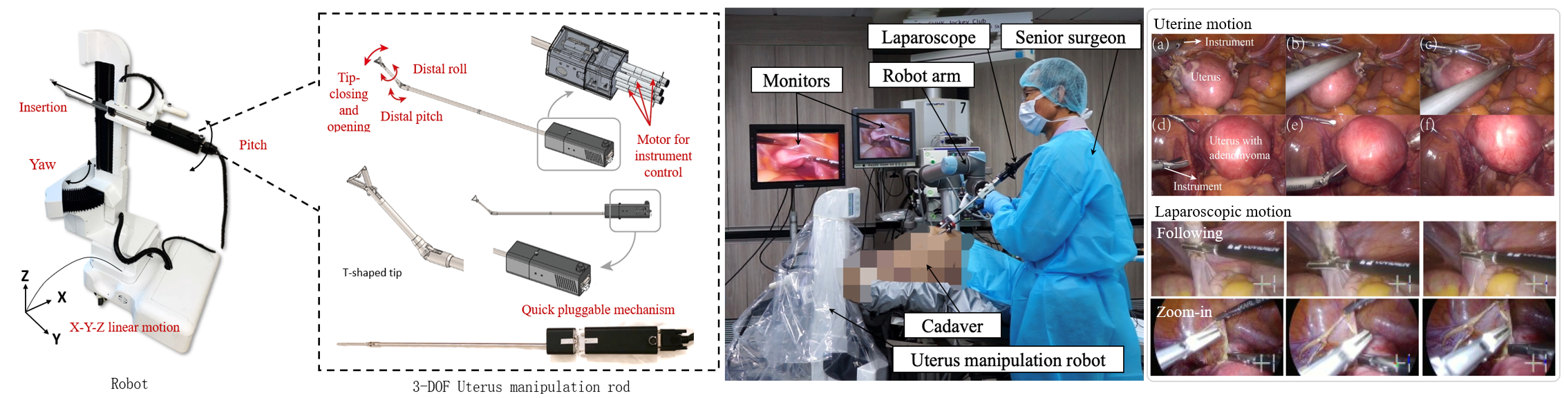 Insertion
Pitch
Yaw
Z
X
Y
X-Y-Z linear motion
Robot
Tip-
closing
and
opening
Distal roll
Distal pitch
Motor for
instrument
control
T-shaped tip
Quick pluggable mechanism
3-DOF Uterus manipulation rod
Laparoscope
Senior surgeon
Monitors
Robot arm
7
Cadaver
Uterus manipulation robot
Uterine motion
(a)
Instrument
Uterus
(b)
(c)
(d)
Uterus with
adenomyoma
Instrument
(e)
(f)
Laparoscopic motion
Following
Zoom-in